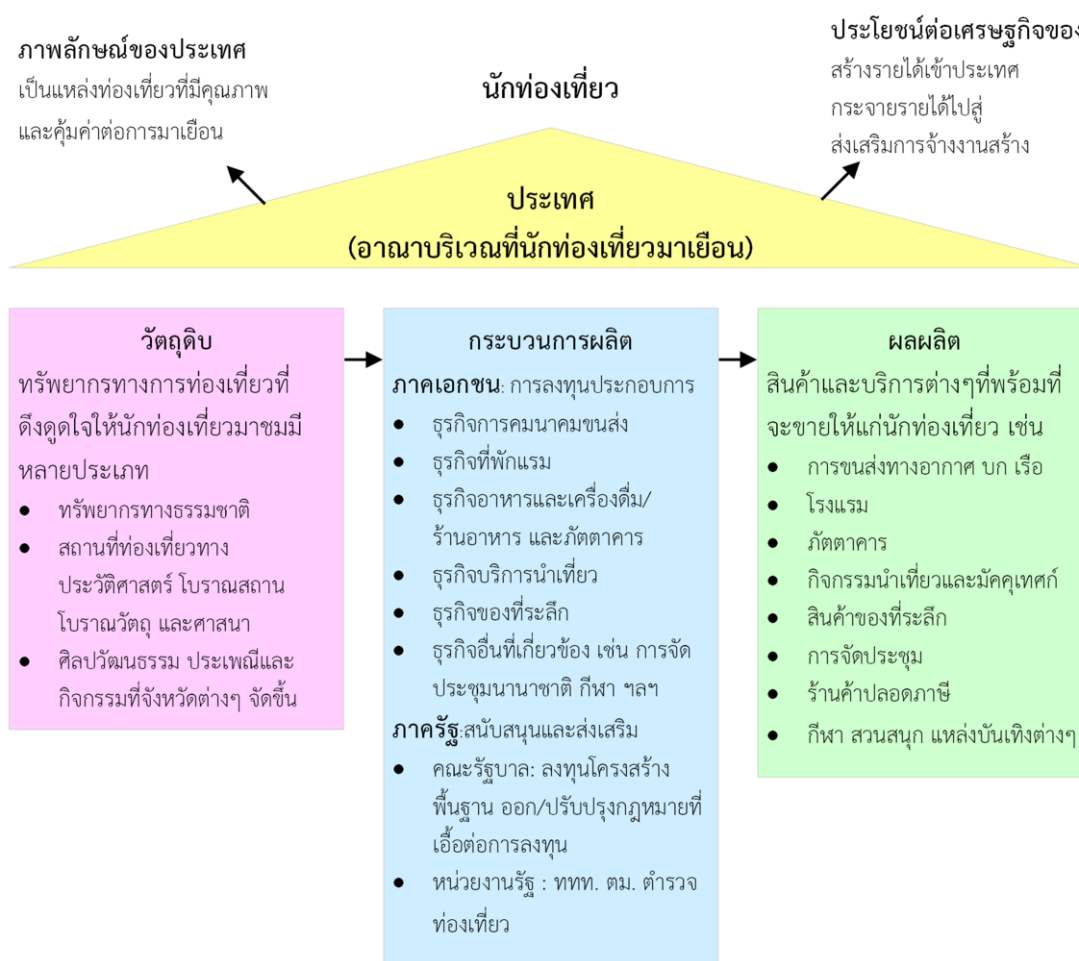 ภาพลักษณ์ของประเทศ
เป็นแหล่งท่องเที่ยวที่มีคุณภาพ
และคุ้มค่าต่อการมาเยือน
นักท่องเที่ยว
ประโยชน์ต่อเศรษฐกิจของ
สร้างรายได้เข้าประเทศ
กระจายรายได้ไปสู่
ส่งเสริมการจ้างงานสร้าง
ประเทศ
(อาณาบริเวณที่นักท่องเที่ยวมาเยือน)
วัตถุดิบ
ทรัพยากรทางการท่องเที่ยวที่
ดึงดูดใจให้นักท่องเที่ยวมาชมมี
หลายประเภท
● ทรัพยากรทางธรรมชาติ
● สถานที่ท่องเที่ยวทาง
ประวัติศาสตร์ โบราณสถาน
โบราณวัตถุ และศาสนา
● ศิลปวัฒนธรรม ประเพณีและ
กิจกรรมที่จังหวัดต่างๆ จัดขึ้น
กระบวนการผลิต
ภาคเอกชน: การลงทุนประกอบการ
● ธุรกิจการคมนาคมขนส่ง
● ธุรกิจที่พักแรม
● ธุรกิจอาหารและเครื่องดื่ม/
ร้านอาหาร และภัตตาคาร
● ธุรกิจบริการนำเที่ยว
● ธุรกิจของที่ระลึก
● ธุรกิจอื่นที่เกี่ยวข้อง เช่น การจัด
ประชุมนานาชาติ กีฬา ฯลฯ
ภาครัฐ:สนับสนุนและส่งเสริม
● คณะรัฐบาล: ลงทุนโครงสร้าง
พื้นฐาน ออก/ปรับปรุงกฎหมายที่
เอื้อต่อการลงทุน
● หน่วยงานรัฐ : ททท. ตม. ตำรวจ
ท่องเที่ยว
ผลผลิต
สินค้าและบริการต่างๆที่พร้อมที่
จะขายให้แก่นักท่องเที่ยว เช่น
● การขนส่งทางอากาศ บก เรือ
● โรงแรม
● ภัตตาคาร
● กิจกรรมนำเที่ยวและมัคคุเทศก์
● สินค้าของที่ระลึก
● การจัดประชุม
● ร้านค้าปลอดภาษี
● กีฬา สวนสนุก แหล่งบันเทิงต่างๆ